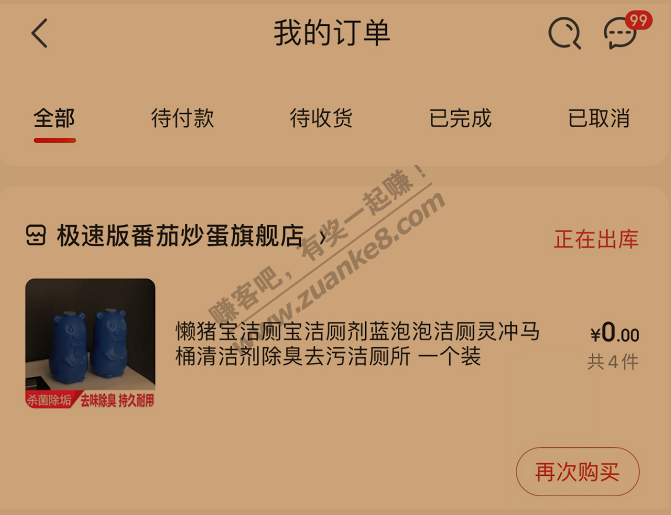 我的订单
99
全部 待付款 待收货 已完成 已取消
极速版番茄炒蛋旗舰店 ›
正在出库
懒猪宝洁厕宝洁厕剂蓝泡泡洁厕灵冲马
桶清洁剂除臭去污洁厕所 一个装
¥0.00
共4件
杀菌除垢 去味除臭 持久耐用
再次购买
赚客吧，有奖一起赚！
www.zuanke8.com